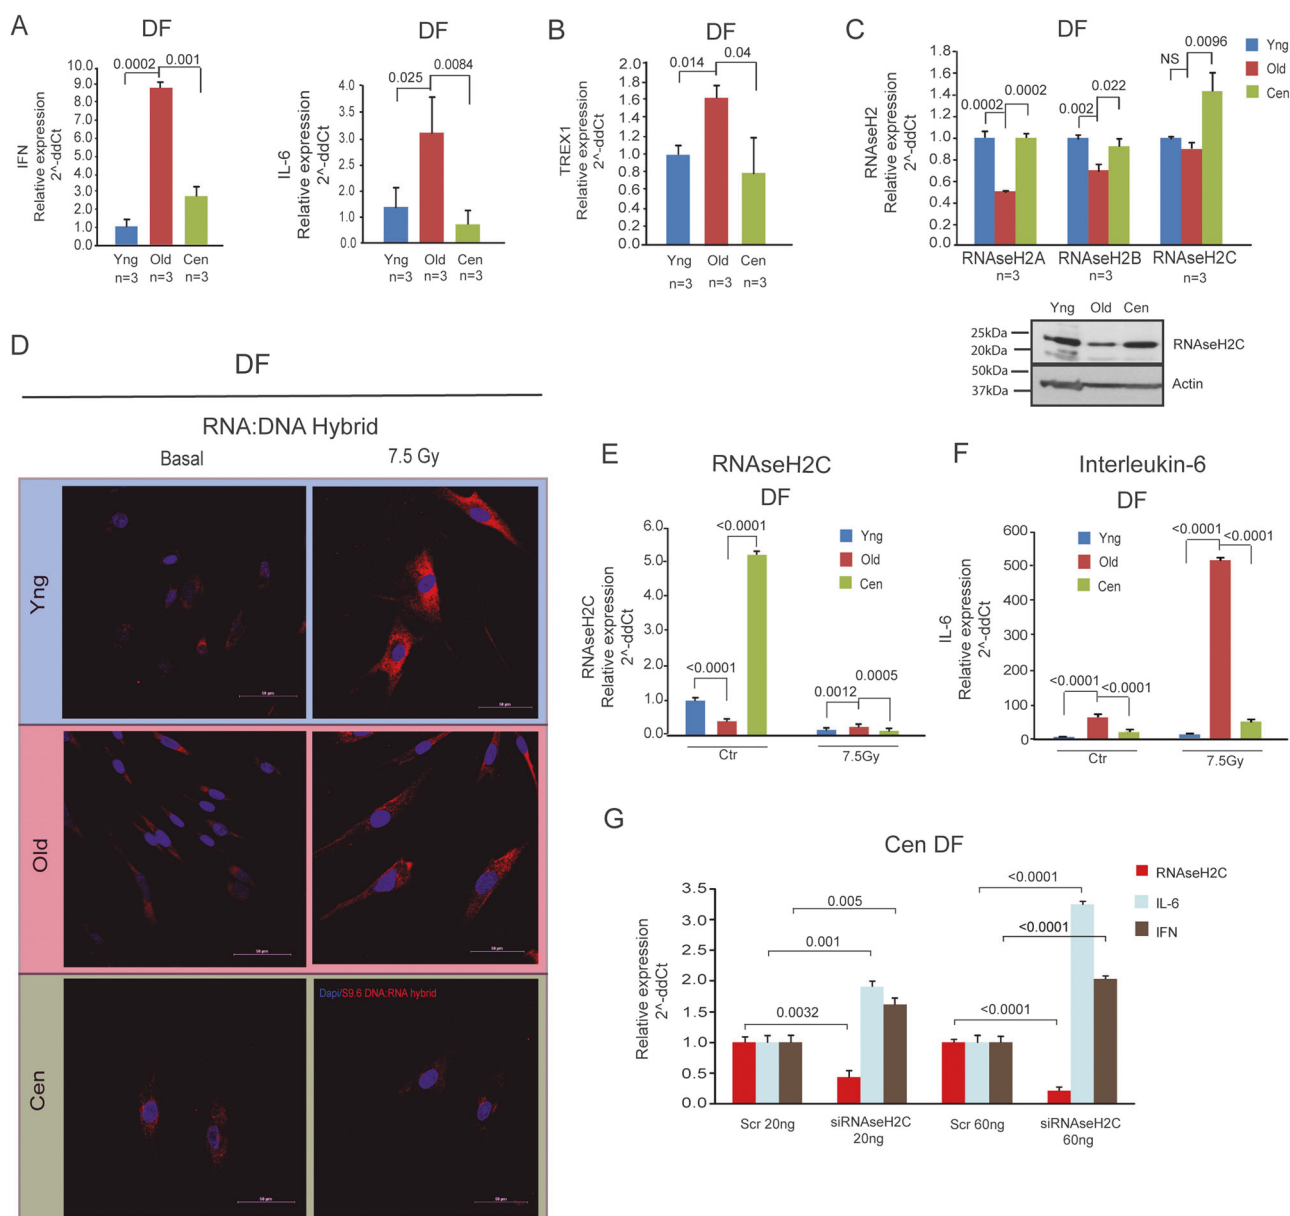 A
DF
0.0002 0.001
IFN
Relative expression
2^-ddCt
10.0
9.0
8.0
7.0
6.0
5.0
4.0
3.0
2.0
1.0
0.0
Yng Old Cen
n=3 n=3 n=3
DF
0.025 0.0084
IL-6
Relative expression
2^-ddCt
4.0
3.5
3.0
2.5
2.0
1.5
1.0
1.0
0.0
Yng Old Cen
n=3 n=3 n=3
B
DF
0.014 0.04
TREX1
Relative expression
2^-ddCt
2.0
1.8
1.6
1.4
1.2
1.0
0.8
0.6
0.4
0.2
0.0
Yng Old Cen
n=3 n=3 n=3
C
DF
Yng
Old
Cen
0.0002 0.0002
0.002 0.022
NS 0.0096
RNAseH2
Relative expression
2^-ddCt
1.8
1.6
1.4
1.2
1.0
0.8
0.6
0.4
0.2
0.0
RNAseH2A RNAseH2B RNAseH2C
n=3 n=3 n=3
Yng Old Cen
25kDa
20kDa
RNAseH2C
50kDa
37kDa
Actin
D
DF
RNA:DNA Hybrid
Basal 7.5 Gy
Yng
50 µm
50 µm
Old
50 µm
50 µm
Cen
Dapi/S9.6 DNA:RNA hybrid
50 µm
50 µm
E
RNAseH2C
DF
Yng
Old
Cen
<0.0001
<0.0001
0.0012 0.0005
RNAseH2C
Relative expression
2^-ddCt
6.0
5.0
4.0
3.0
2.0
1.0
0.0
Ctr 7.5Gy
F
Interleukin-6
DF
Yng
Old
Cen
<0.0001 <0.0001
<0.0001 <0.0001
IL-6
Relative expression
2^-ddCt
600
500
400
300
200
100
0
Ctr 7.5Gy
G
Cen DF
RNAseH2C
IL-6
IFN
0.005
0.001
0.0032
<0.0001
<0.0001
<0.0001
Relative expression
2^-ddCt
3.5
3.0
2.5
2.0
1.5
1.0
0.5
0.0
Scr 20ng siRNAseH2C Scr 60ng siRNAseH2C
20ng 60ng